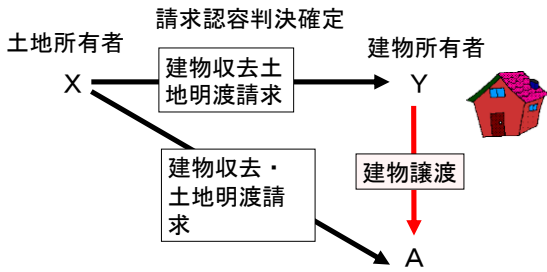 請求認容判決確定
土地所有者
建物所有者
X
建物収去土
地明渡請求
Y
建物収去・
土地明渡請
求
建物譲渡
A